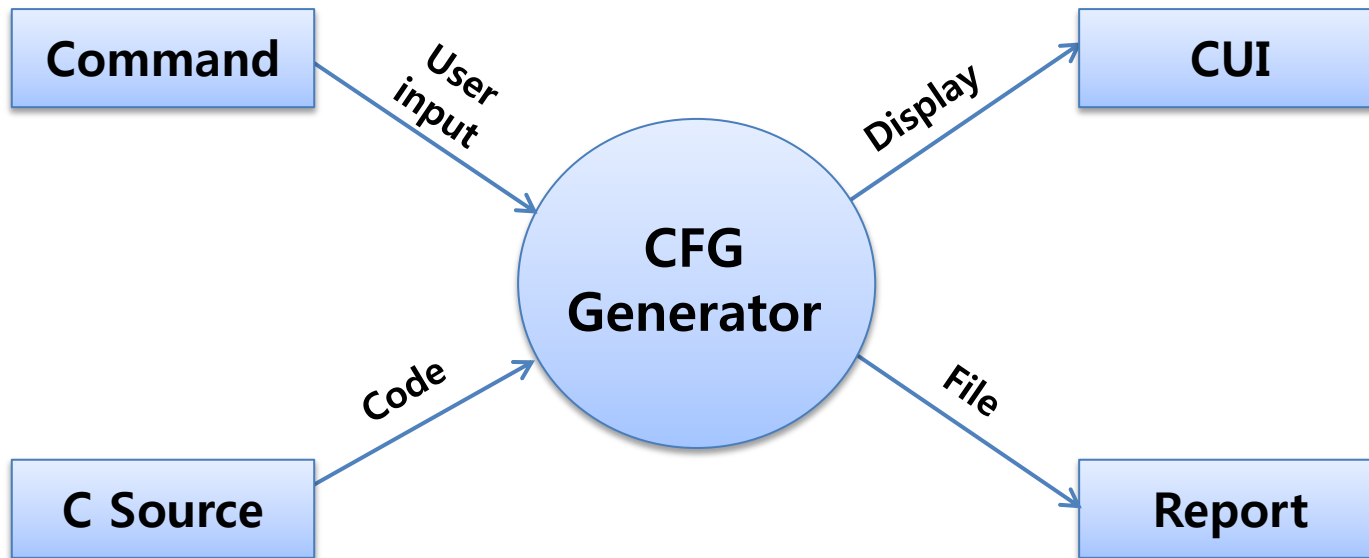 Command
User
input
CUI
Display
CFG
Generator
Code
File
C Source
Report